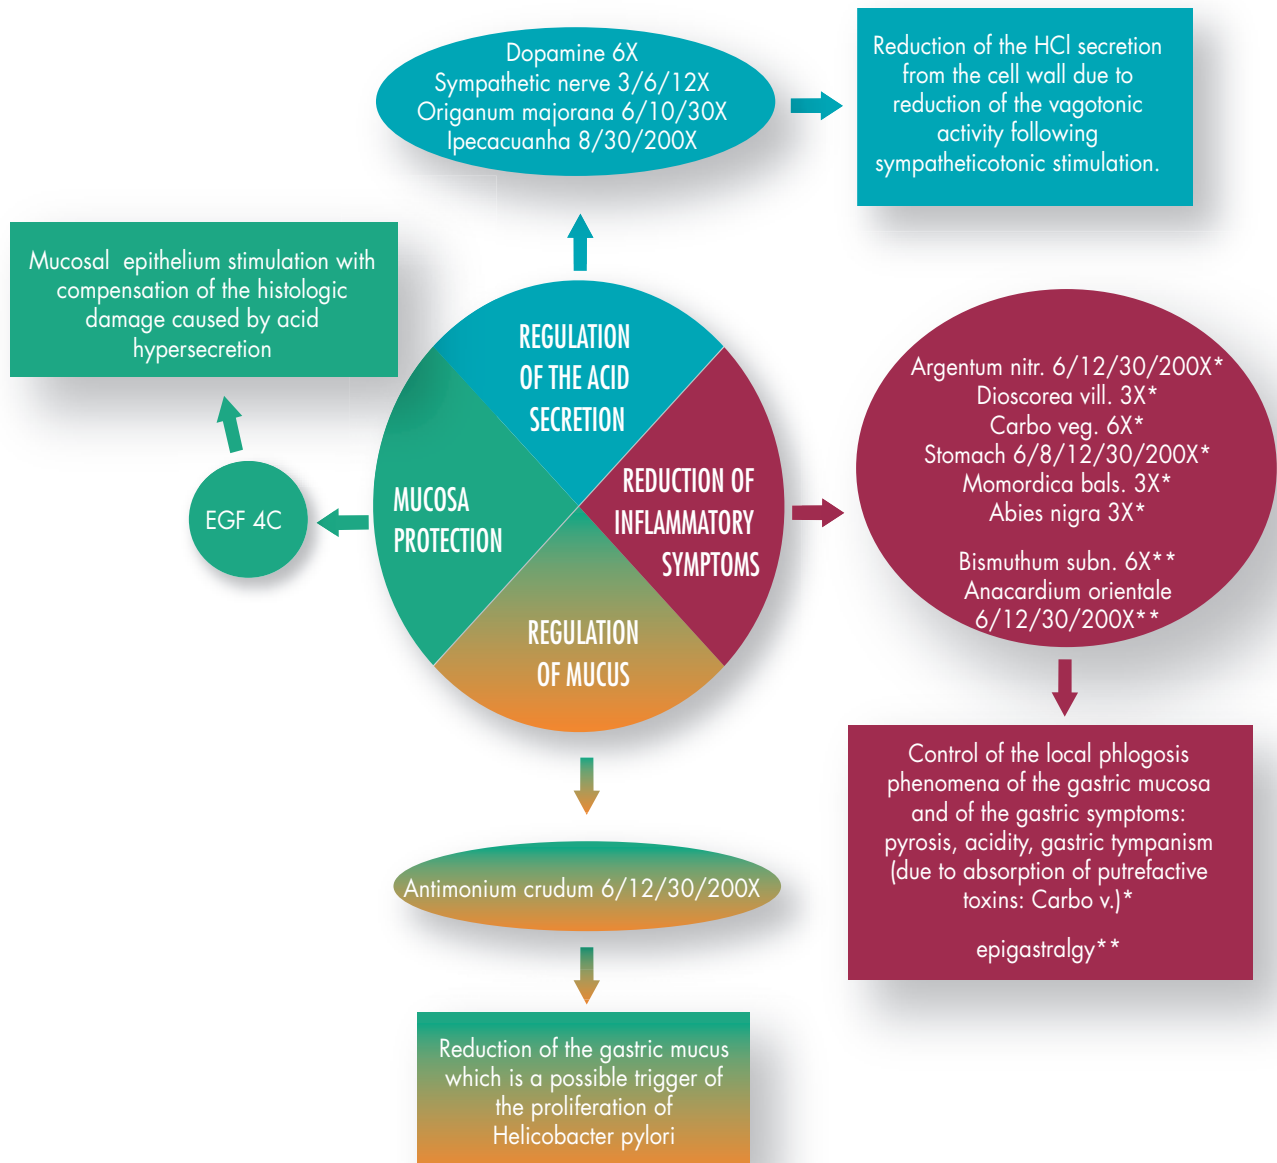 Dopamine 6X
Sympathetic nerve 3/6/12X
Origanum majorana 6/10/30X
Ipecacuanha 8/30/200X
Reduction of the HCl secretion
from the cell wall due to
reduction of the vagotonic
activity following
sympatheticotonic stimulation.
Mucosal epithelium stimulation with
compensation of the histologic
damage caused by acid
hypersecretion
REGULATION
OF THE ACID
SECRETION
MUCOSA
PROTECTION
REDUCTION OF
INFLAMMATORY
SYMPTOMS
REGULATION
OF MUCUS
EGF 4C
Argentum nitr. 6/12/30/200X*
Dioscorea vill. 3X*
Carbo veg. 6X*
Stomach 6/8/12/30/200X*
Momordica bals. 3X*
Abies nigra 3X*
Bismuthum subn. 6X**
Anacardium orientale
6/12/30/200X**
Control of the local phlogosis
phenomena of the gastric mucosa
and of the gastric symptoms:
pyrosis, acidity, gastric tympanism
(due to absorption of putrefactive
toxins: Carbo v.)*
epigastralgy**
Antimonium crudum 6/12/30/200X
Reduction of the gastric mucus
which is a possible trigger of
the proliferation of
Helicobacter pylori